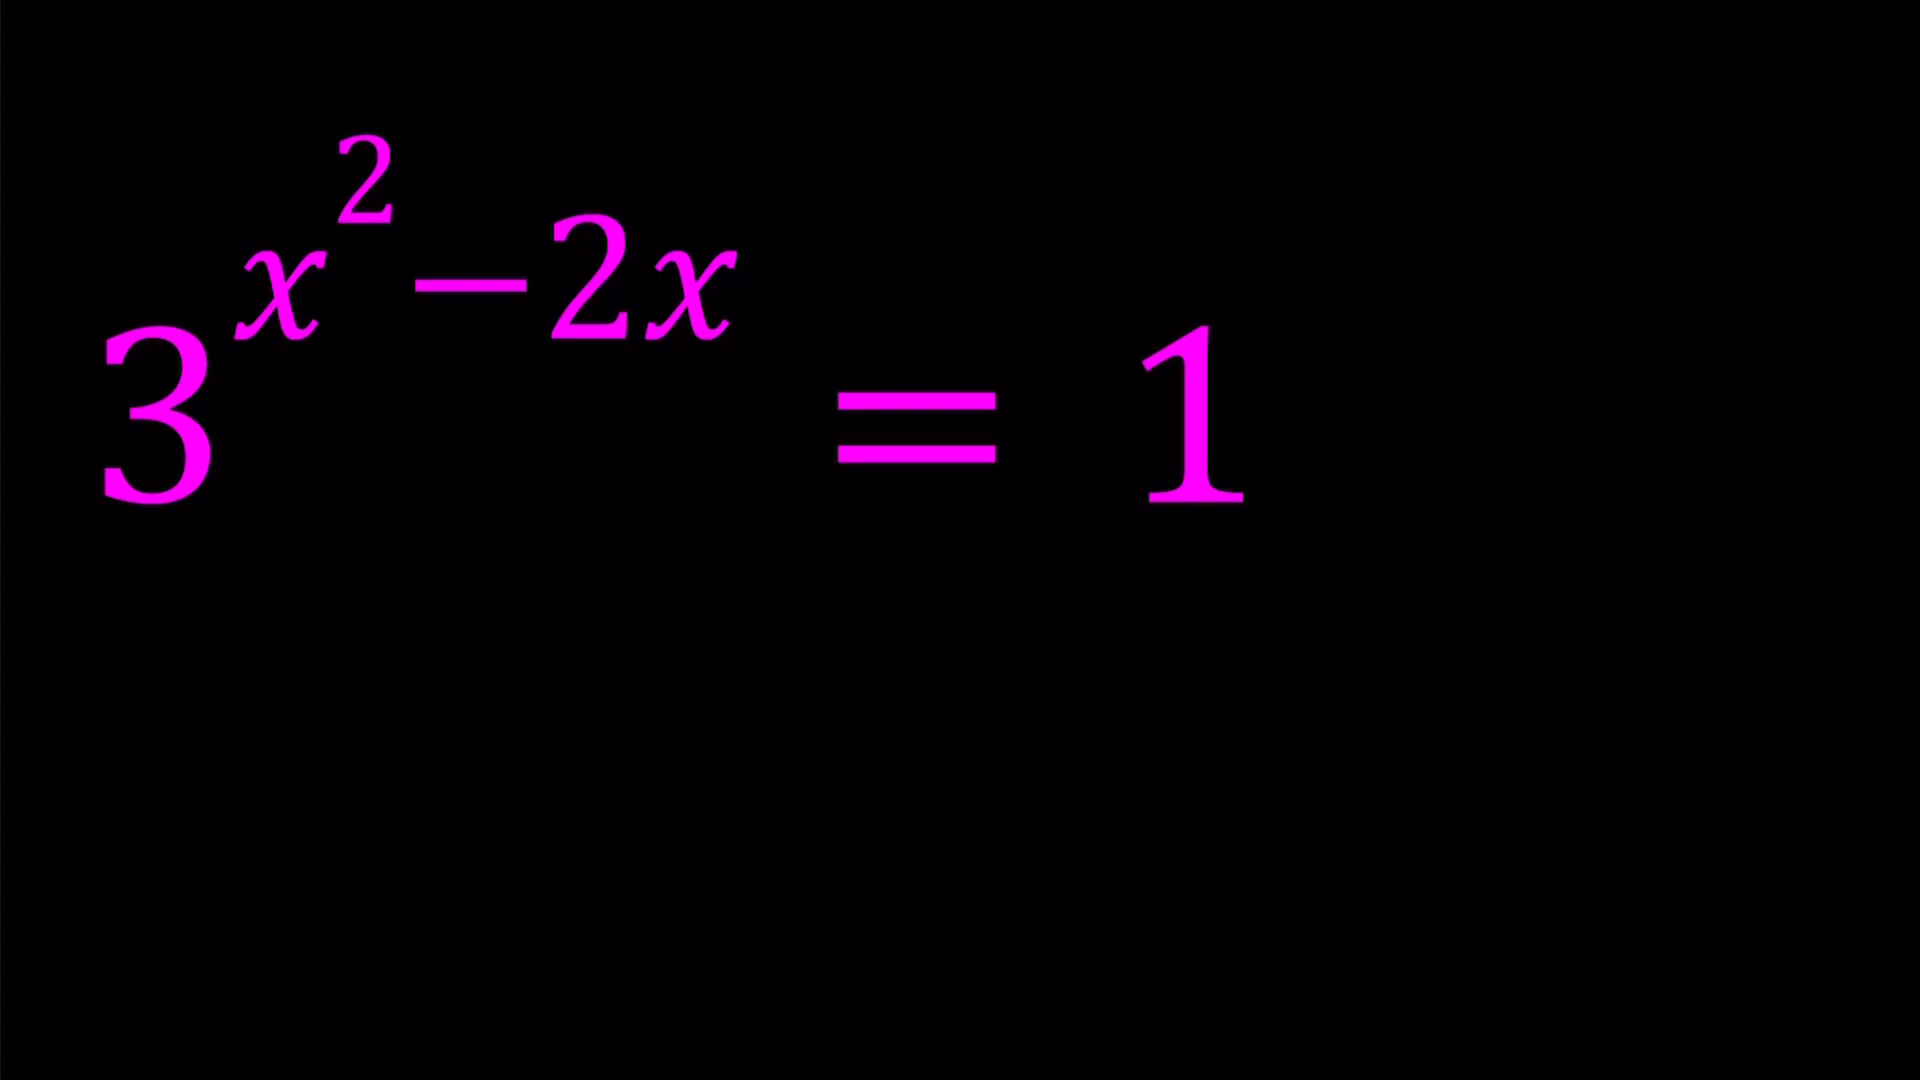 3^{x^2-2x} = 1